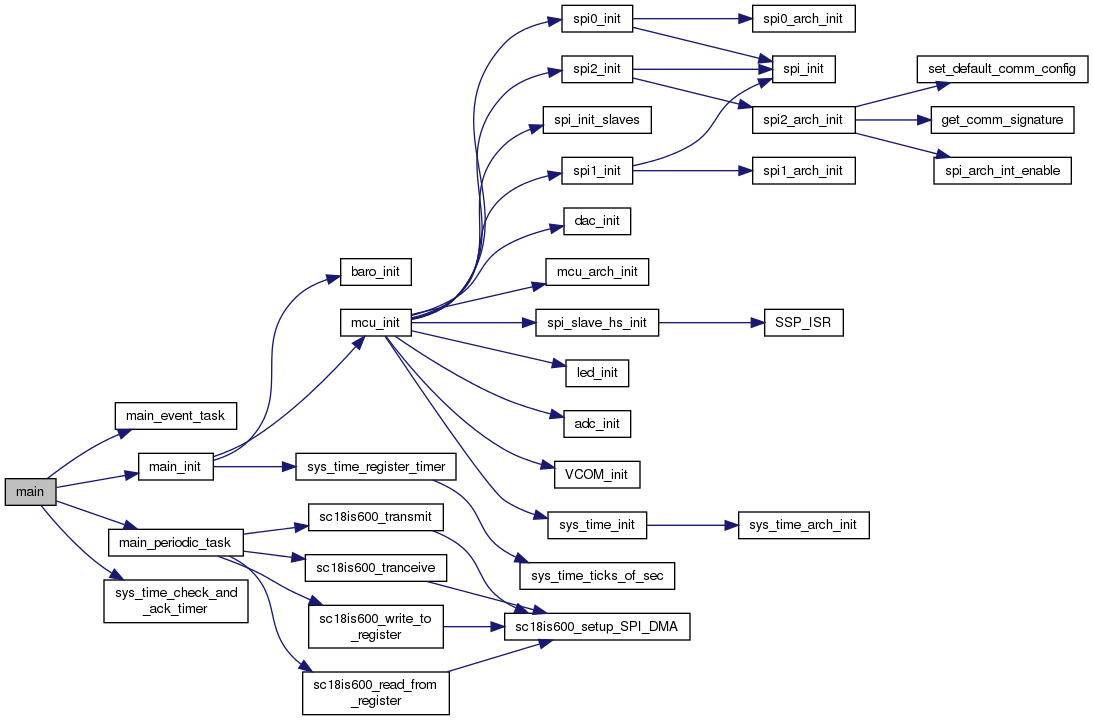 main
main_event_task
main_init
main_periodic_task
sys_time_check_and
_ack_timer
baro_init
mcu_init
sys_time_register_timer
sc18is600_transmit
sc18is600_tranceive
sc18is600_write_to
_register
sc18is600_read_from
_register
spi0_init
spi2_init
spi_init_slaves
spi1_init
dac_init
mcu_arch_init
spi_slave_hs_init
led_init
adc_init
VCOM_init
sys_time_init
sys_time_ticks_of_sec
sc18is600_setup_SPI_DMA
spi0_arch_init
spi_init
spi2_arch_init
spi1_arch_init
SSP_ISR
sys_time_arch_init
set_default_comm_config
get_comm_signature
spi_arch_int_enable